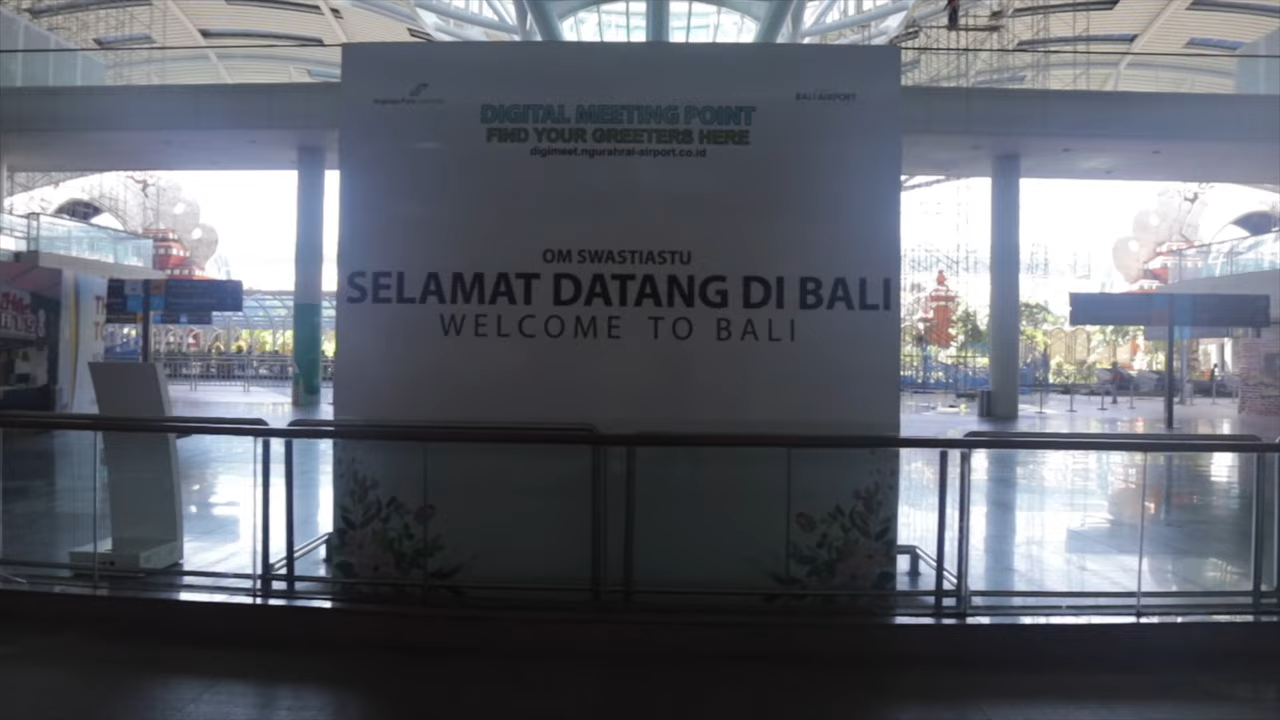 BALI AIRPORT
DIGITAL MEETING POINT
FIND YOUR GREETERS HERE
digimeet.ngurahrai-airport.co.id
OM SWASTIASTU
SELAMAT DATANG DI BALI
WELCOME TO BALI